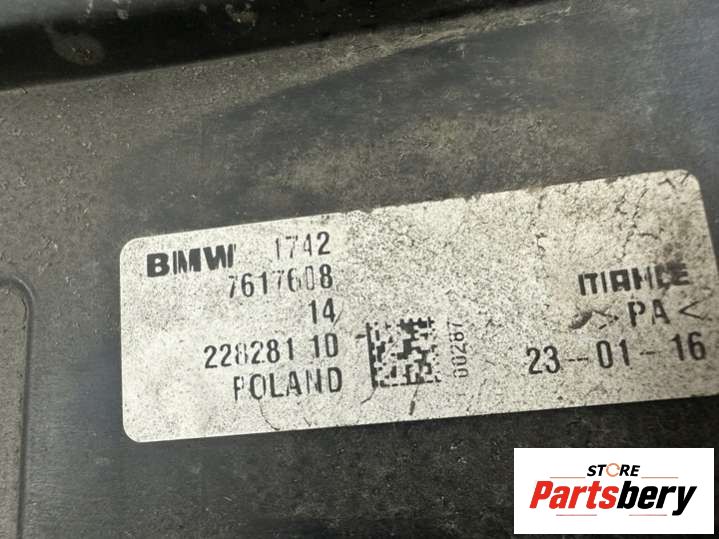 BMW 1742
7617608
14
228281 10
POLAND
00287
MAHLE
>PA<
23-01-16
STORE
Partsbery